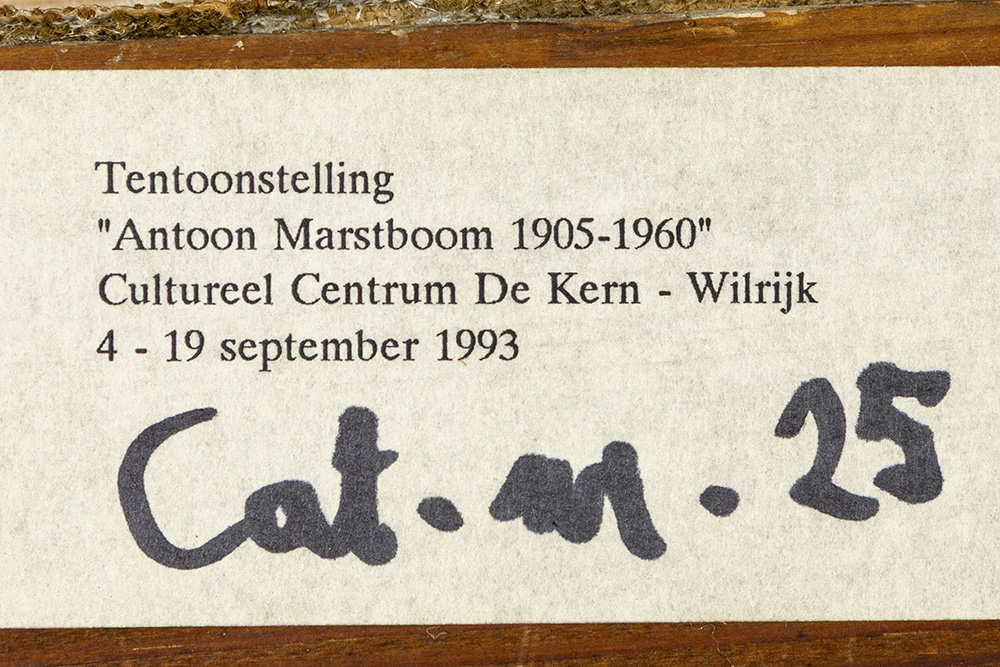 Tentoonstelling
"Antoon Marstboom 1905-1960"
Cultureel Centrum De Kern - Wilrijk
4 - 19 september 1993
Cat. nr. 25